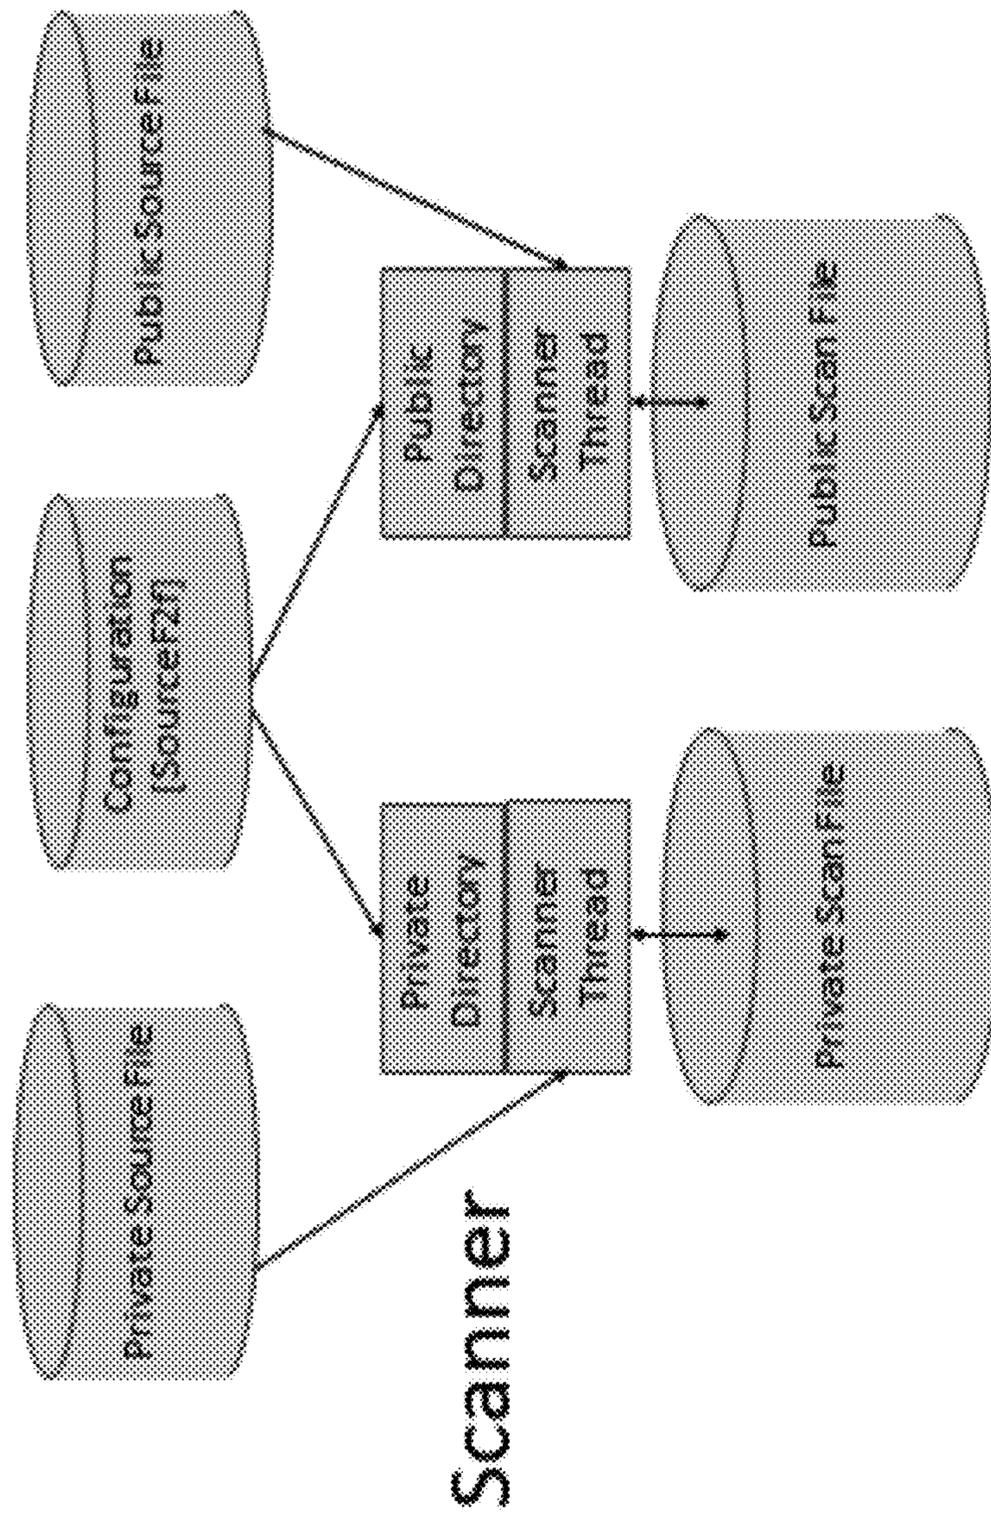 Private Source File
Configuration
(SourceF2f)
Public Source File
Scanner
Private
Directory
Scanner
Thread
Public
Directory
Scanner
Thread
Private Scan File
Public Scan File